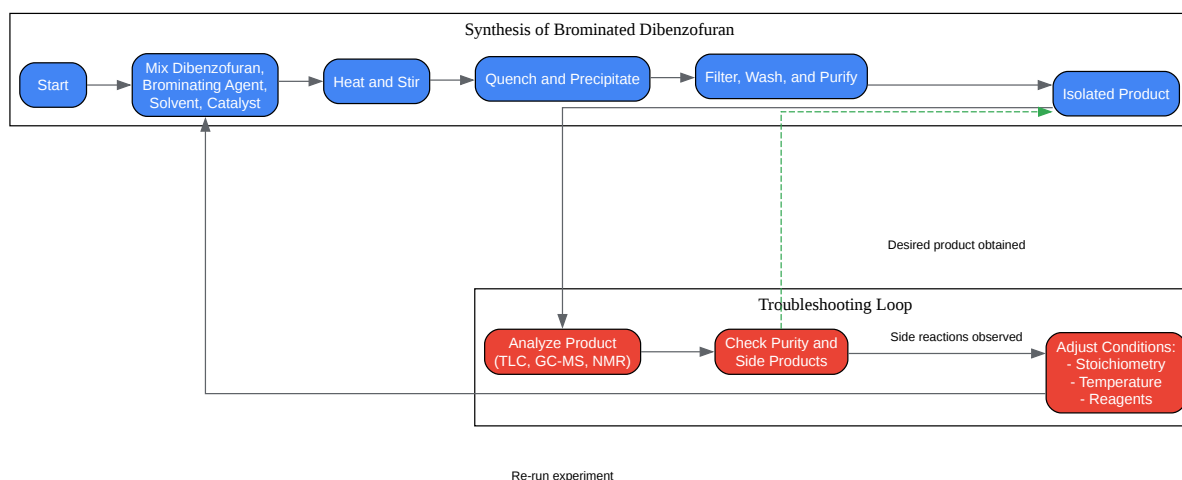 Synthesis of Brominated Dibenzofuran
Start
Mix Dibenzofuran,
Brominating Agent,
Solvent, Catalyst
Heat and Stir
Quench and Precipitate
Filter, Wash, and Purify
Isolated Product
Desired product obtained
Troubleshooting Loop
Analyze Product
(TLC, GC-MS, NMR)
Check Purity and
Side Products
Side reactions observed
Adjust Conditions:
- Stoichiometry
- Temperature
- Reagents
Re-run experiment